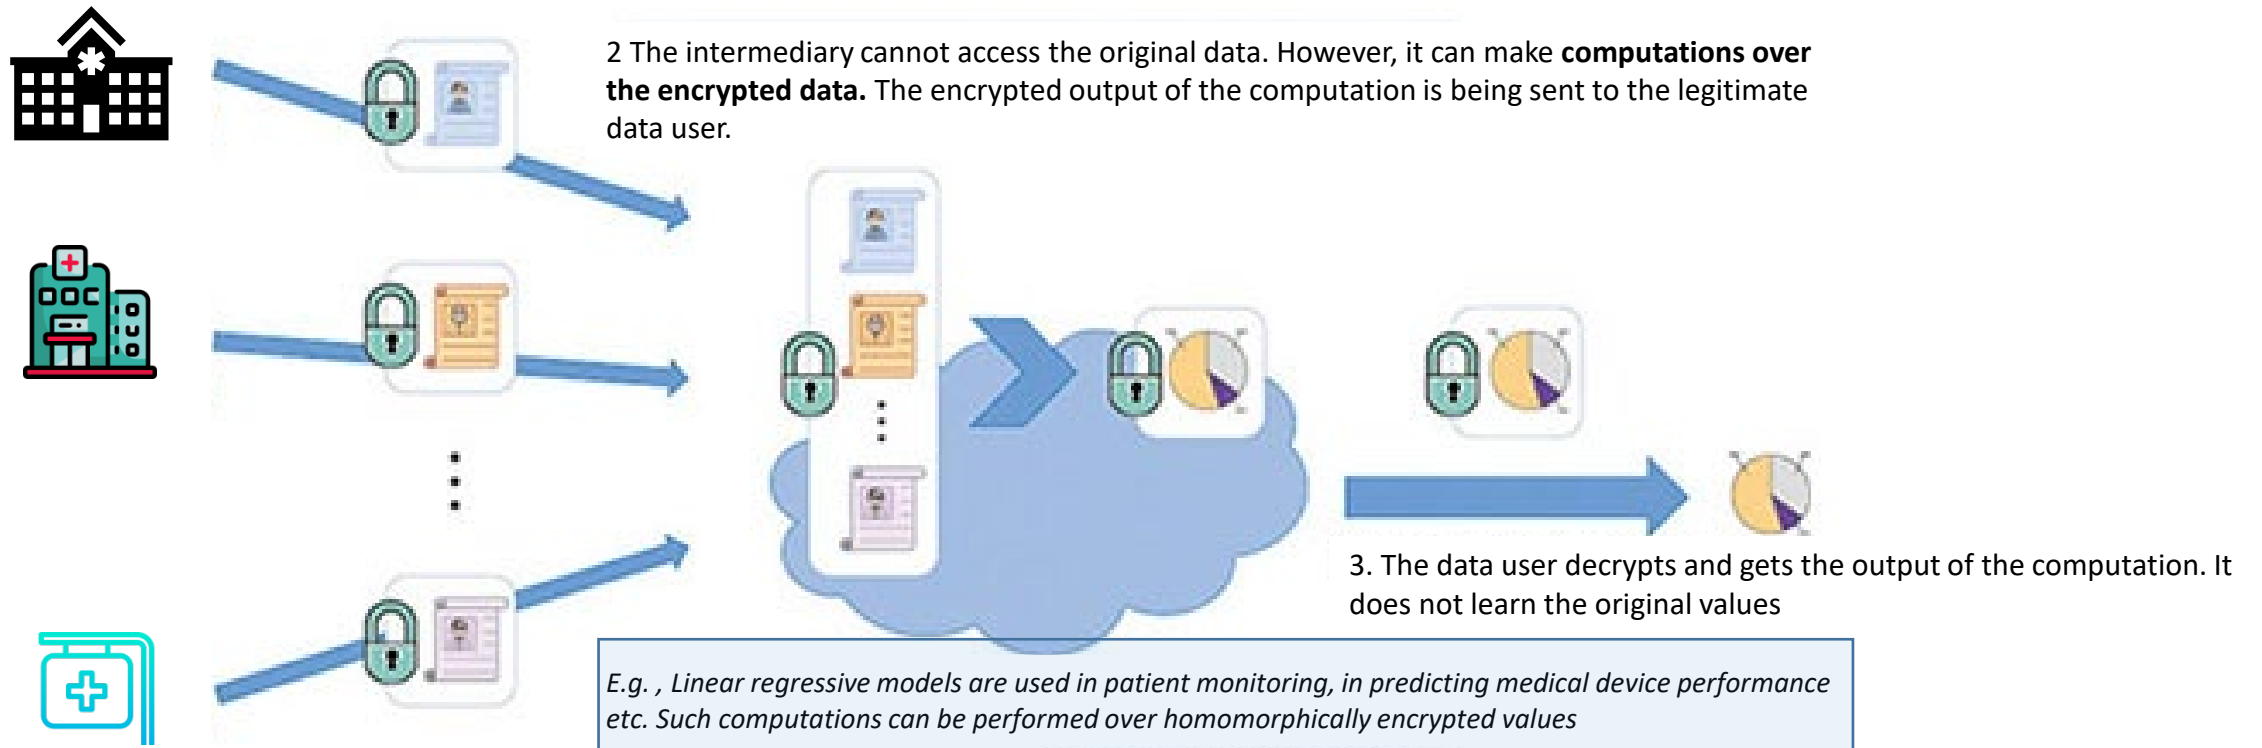 2 The intermediary cannot access the original data. However, it can make computations over
the encrypted data. The encrypted output of the computation is being sent to the legitimate
data user.
3. The data user decrypts and gets the output of the computation. It
does not learn the original values
E.g. , Linear regressive models are used in patient monitoring, in predicting medical device performance
etc. Such computations can be performed over homomorphically encrypted values